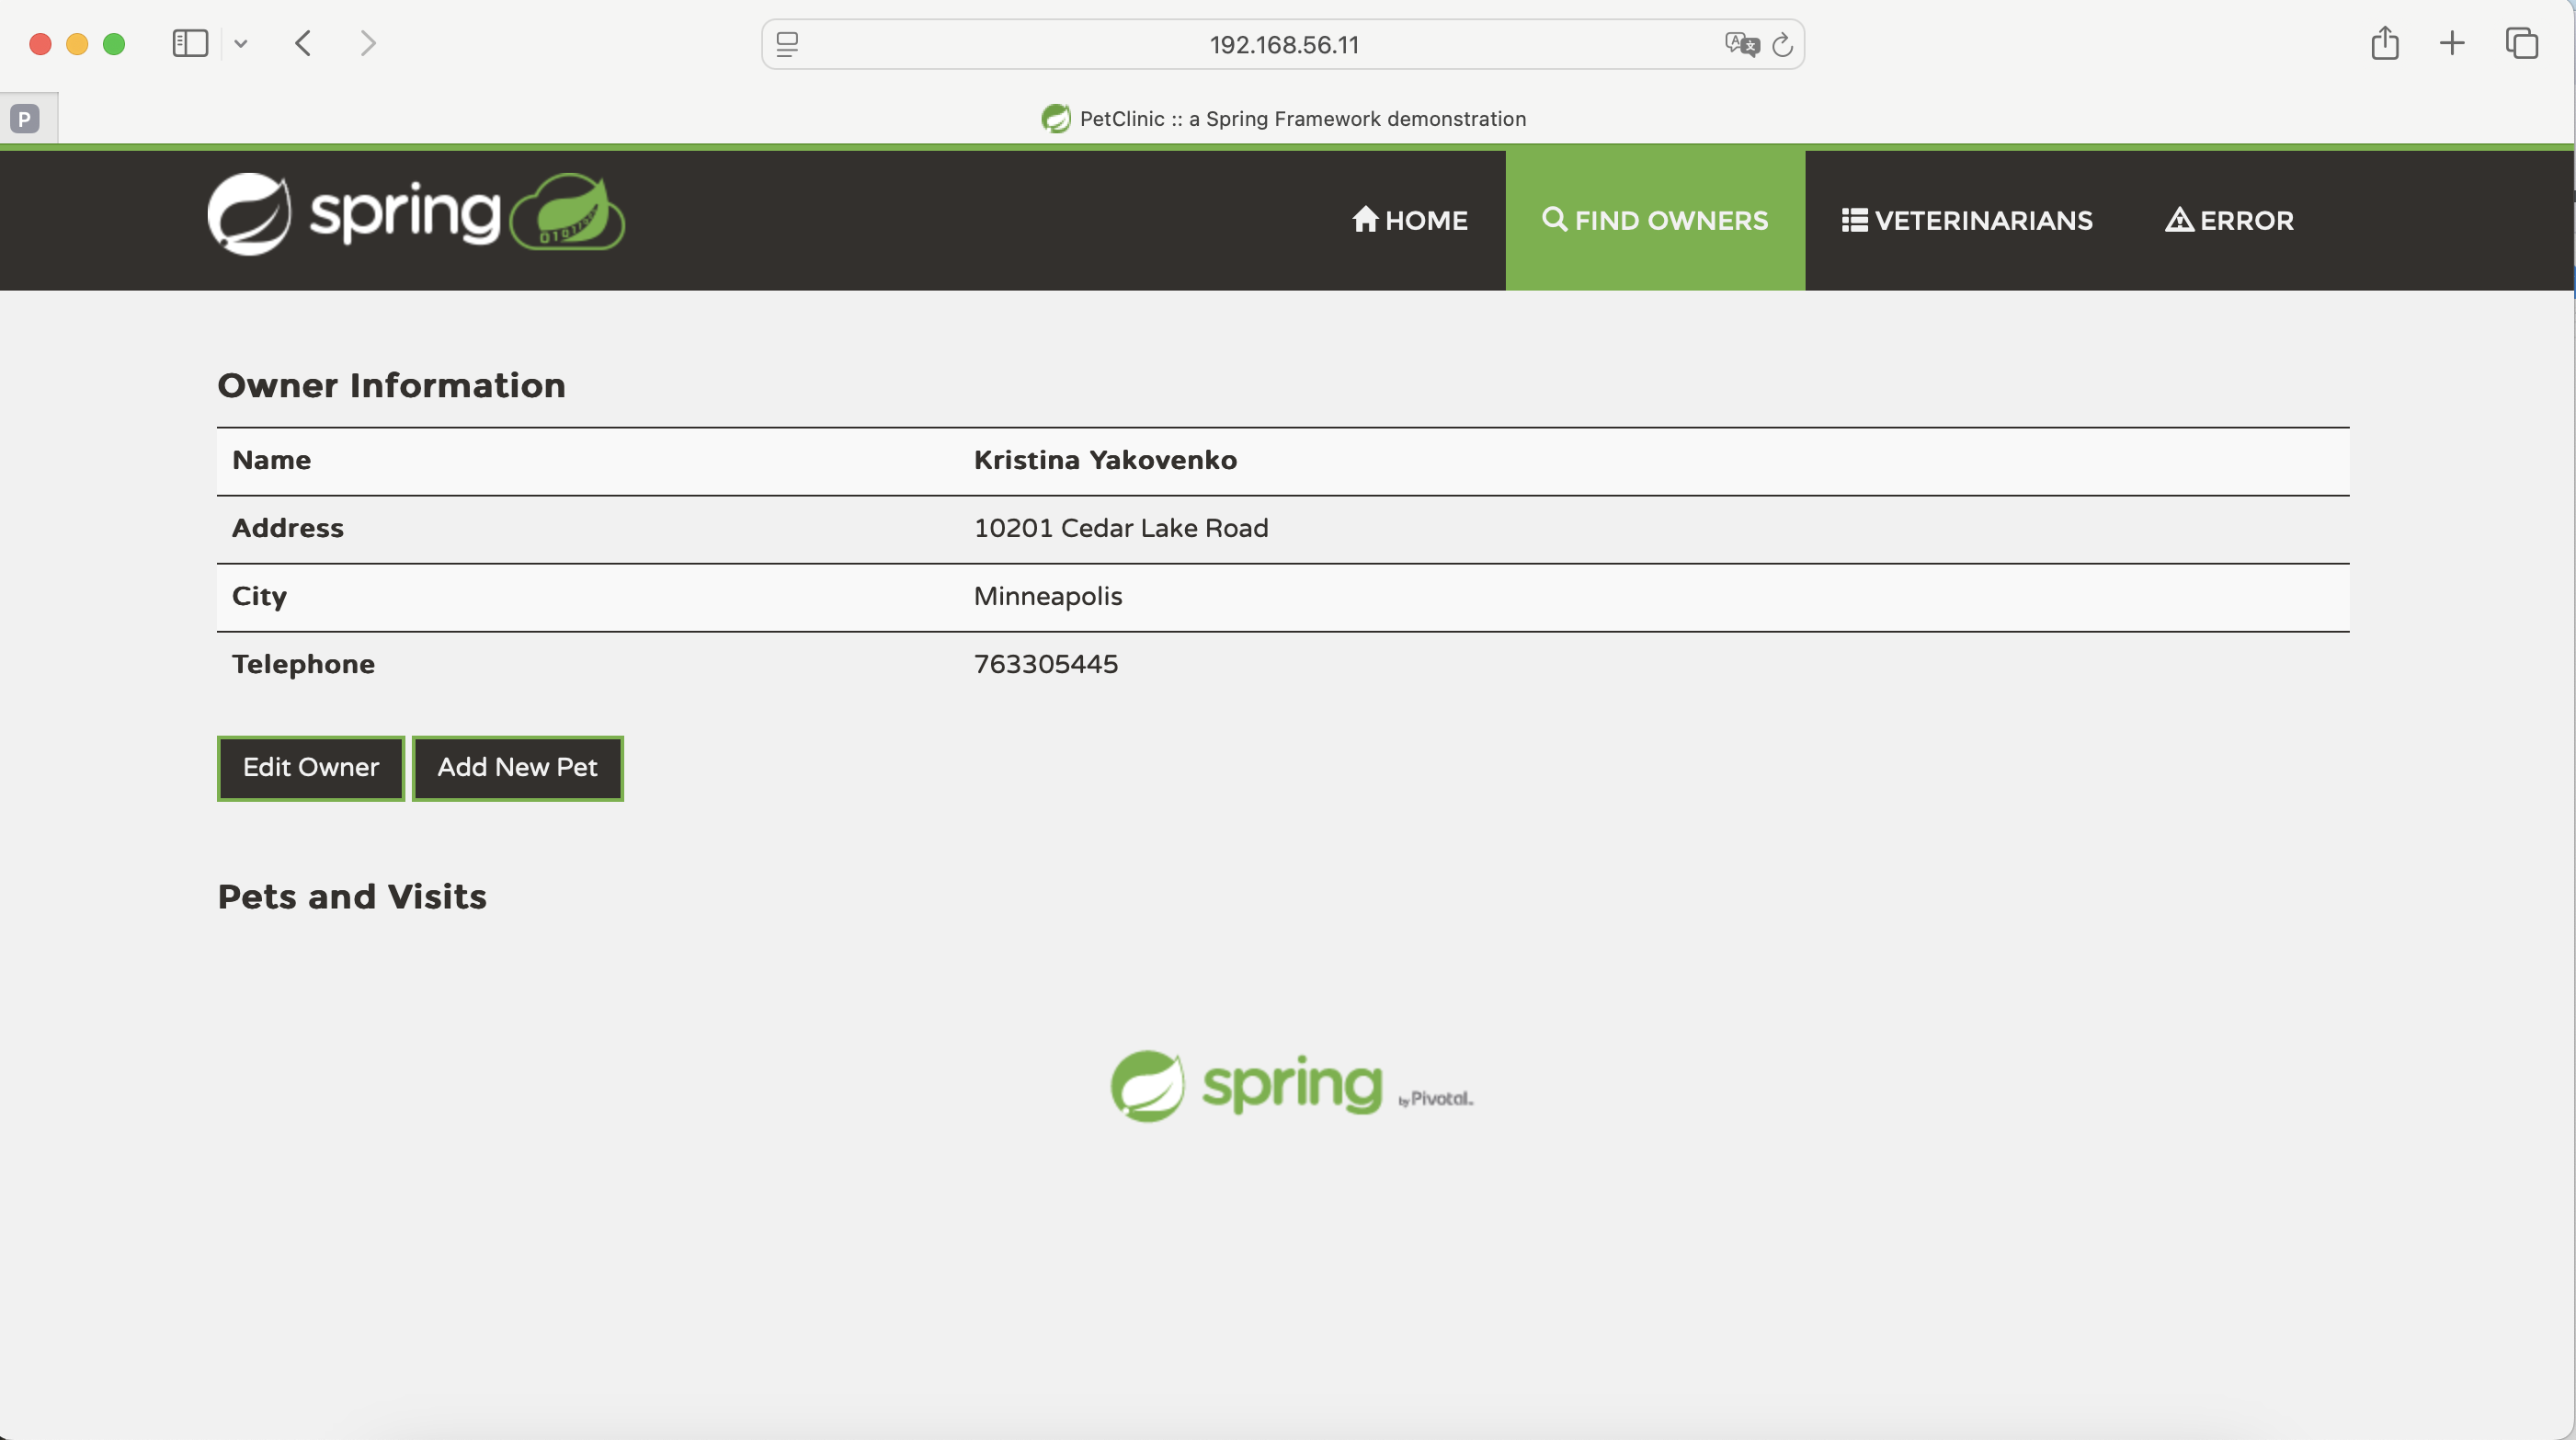 192.168.56.11
P
PetClinic :: a Spring Framework demonstration
spring
HOME
FIND OWNERS
VETERINARIANS
ERROR
Owner Information
Name Kristina Yakovenko
Address 10201 Cedar Lake Road
City Minneapolis
Telephone 763305445
Edit Owner Add New Pet
Pets and Visits
spring by Pivotal.